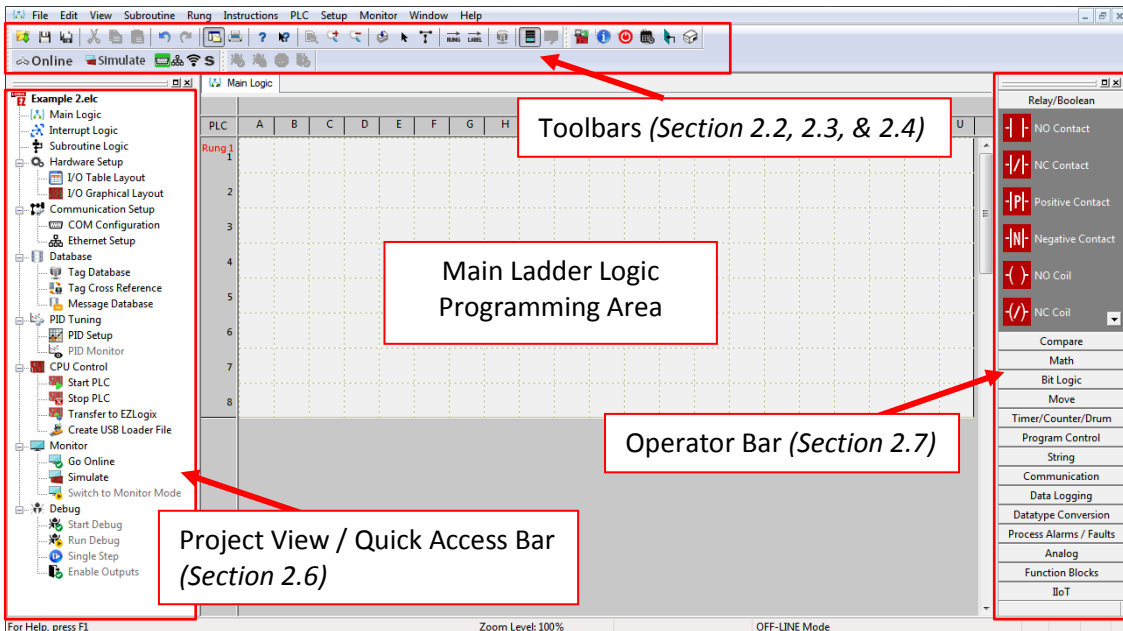 File Edit View Subroutine Rung Instructions PLC Setup Monitor Window Help
RUNG LABEL
Online Simulate S
Example 2.elc
Main Logic
Interrupt Logic
Subroutine Logic
Hardware Setup
I/O Table Layout
I/O Graphical Layout
Communication Setup
COM Configuration
Ethernet Setup
Database
Tag Database
Tag Cross Reference
Message Database
PID Tuning
PID Setup
PID Monitor
CPU Control
Start PLC
Stop PLC
Transfer to EZLogix
Create USB Loader File
Monitor
Go Online
Simulate
Switch to Monitor Mode
Debug
Start Debug
Run Debug
Single Step
Enable Outputs
Main Logic
PLC A B C D E F G H U
Rung 1
1
2
3
4
5
6
7
8
Toolbars (Section 2.2, 2.3, & 2.4)
Main Ladder Logic
Programming Area
Operator Bar (Section 2.7)
Project View / Quick Access Bar
(Section 2.6)
Relay/Boolean
NO Contact
NC Contact
P Positive Contact
N Negative Contact
NO Coil
NC Coil
Compare
Math
Bit Logic
Move
Timer/Counter/Drum
Program Control
String
Communication
Data Logging
Datatype Conversion
Process Alarms / Faults
Analog
Function Blocks
IIoT
For Help, press F1 Zoom Level: 100% OFF-LINE Mode